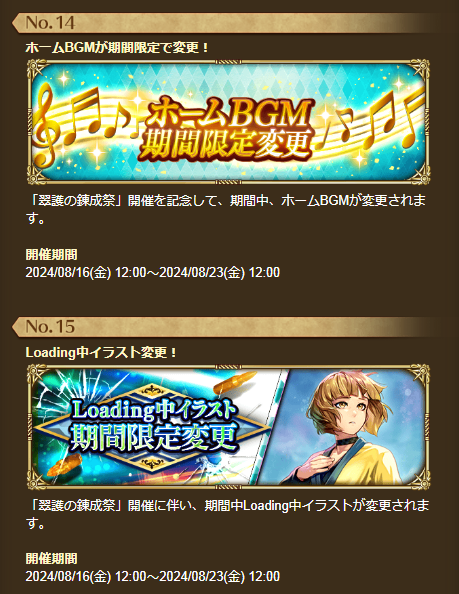 No.14
ホームBGMが期間限定で変更！
ホームBGM
期間限定変更
「翠護の錬成祭」開催を記念して、期間中、ホームBGMが変更されま
す。
開催期間
2024/08/16(金) 12:00～2024/08/23(金) 12:00
No.15
Loading中イラスト変更！
Loading中イラスト
期間限定変更
「翠護の錬成祭」開催に伴い、期間中Loading中イラストが変更されま
す。
開催期間
2024/08/16(金) 12:00～2024/08/23(金) 12:00